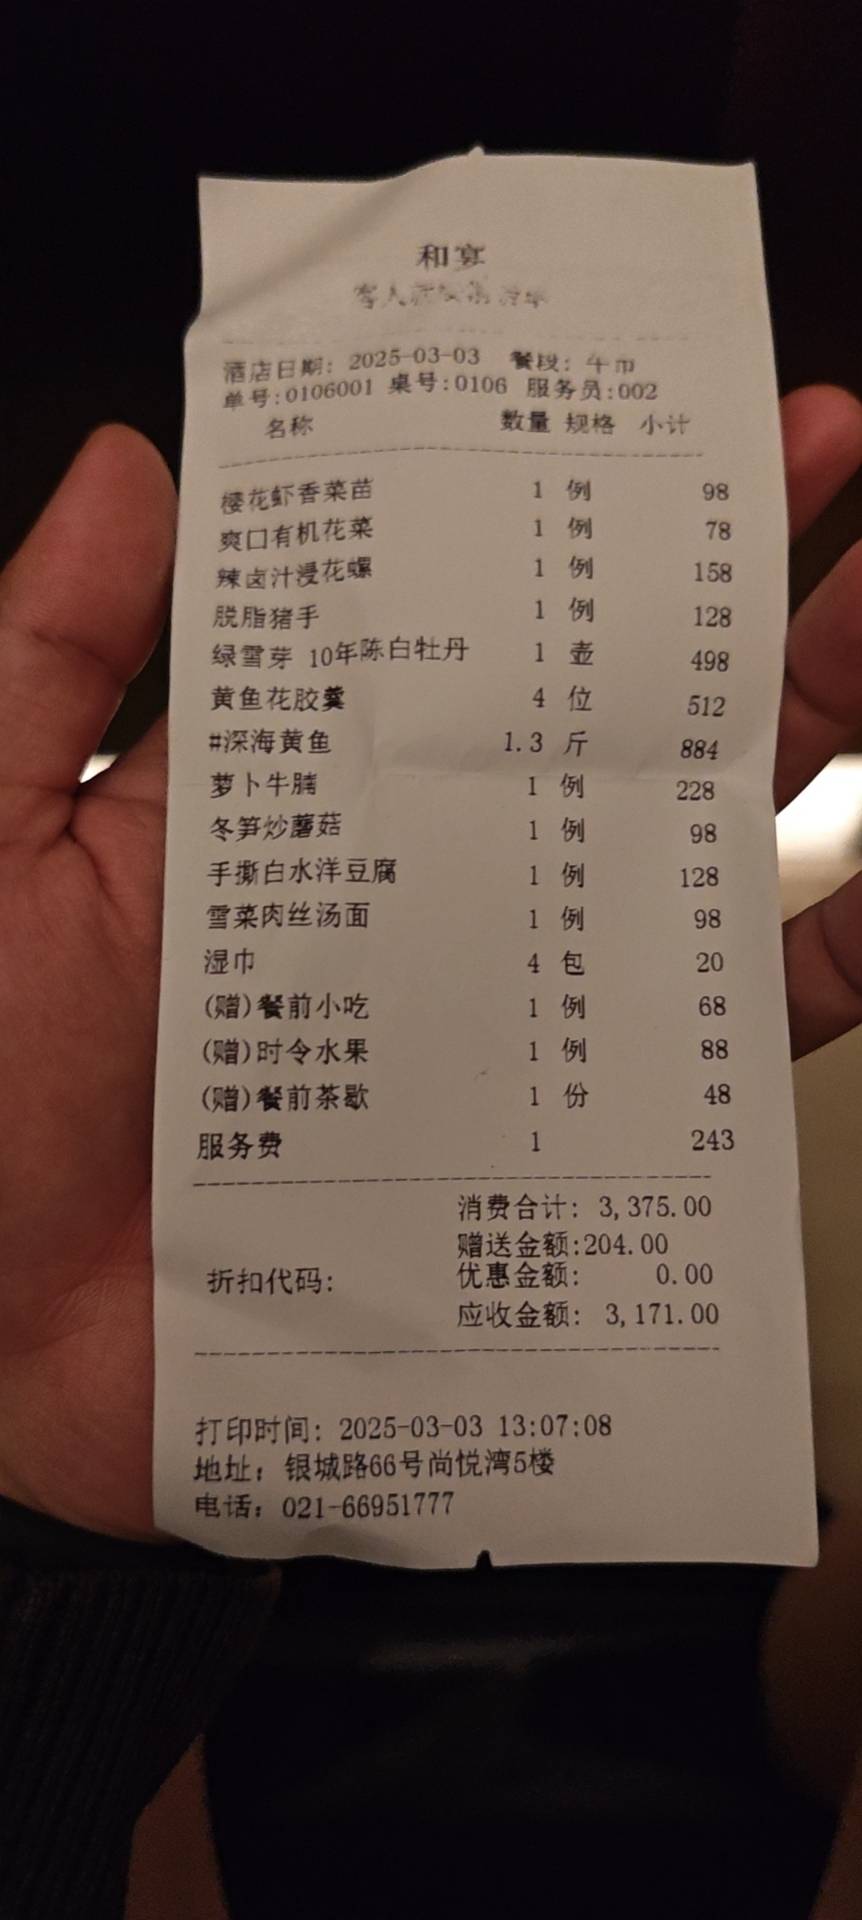 和宴
酒店日期: 2025-03-03 餐段: 午市
单号:0106001 桌号:0106 服务员:002
名称 数量 规格 小计
樱花虾香菜苗 1 例 98
爽口有机花菜 1 例 78
辣卤汁浸花螺 1 例 158
脱脂猪手 1 例 128
绿雪芽 10年陈白牡丹 1 壶 498
黄鱼花胶羹 4 位 512
#深海黄鱼 1.3 斤 884
萝卜牛腩 1 例 228
冬笋炒蘑菇 1 例 98
手撕白水洋豆腐 1 例 128
雪菜肉丝汤面 1 例 98
湿巾 4 包 20
(赠)餐前小吃 1 例 68
(赠)时令水果 1 例 88
(赠)餐前茶歇 1 份 48
服务费 1 243
消费合计: 3,375.00
赠送金额:204.00
折扣代码: 优惠金额: 0.00
应收金额: 3,171.00
打印时间: 2025-03-03 13:07:08
地址: 银城路66号尚悦湾5楼
电话: 021-66951777